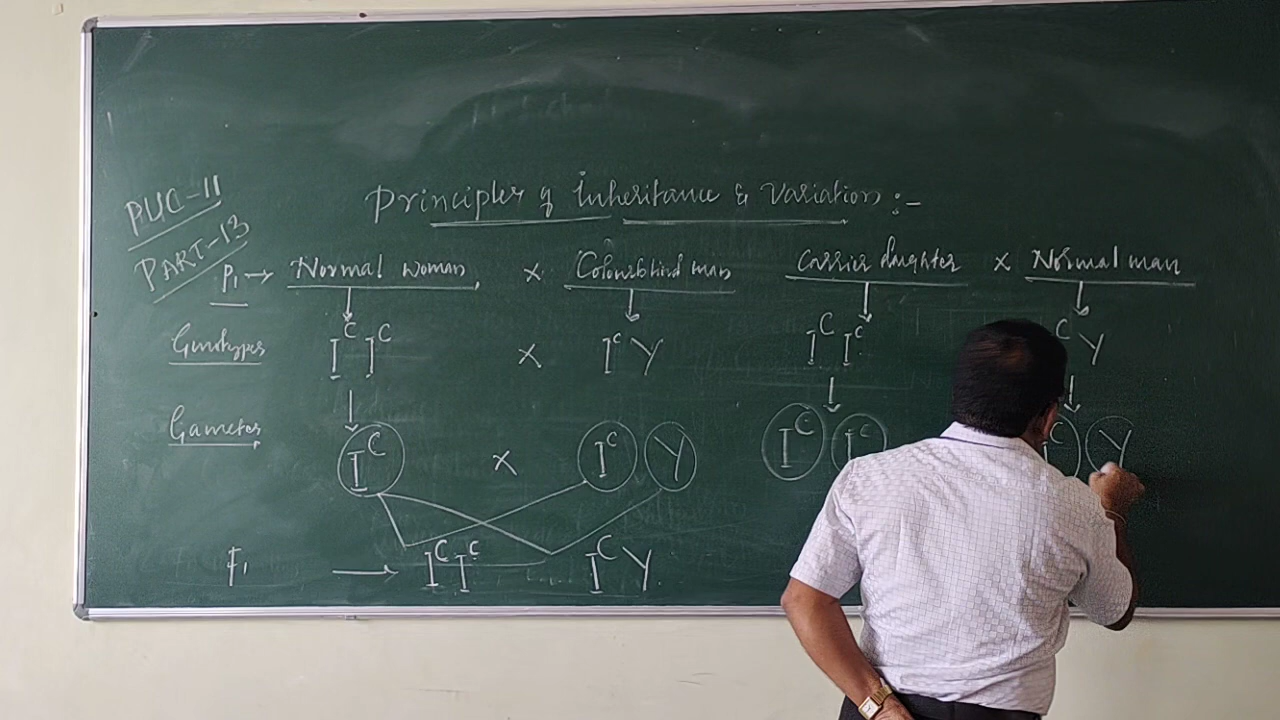 PUC-11
PART-13
Principles of Inheritance & Variation :-
P1 → Normal woman × Colourblind man
Genotypes I^C I^C × I^c Y
Gametes I^C × I^c Y
F1 → I^C I^c I^C Y
Carrier daughter × Normal man
I^C I^c C Y
I^C I^c C Y